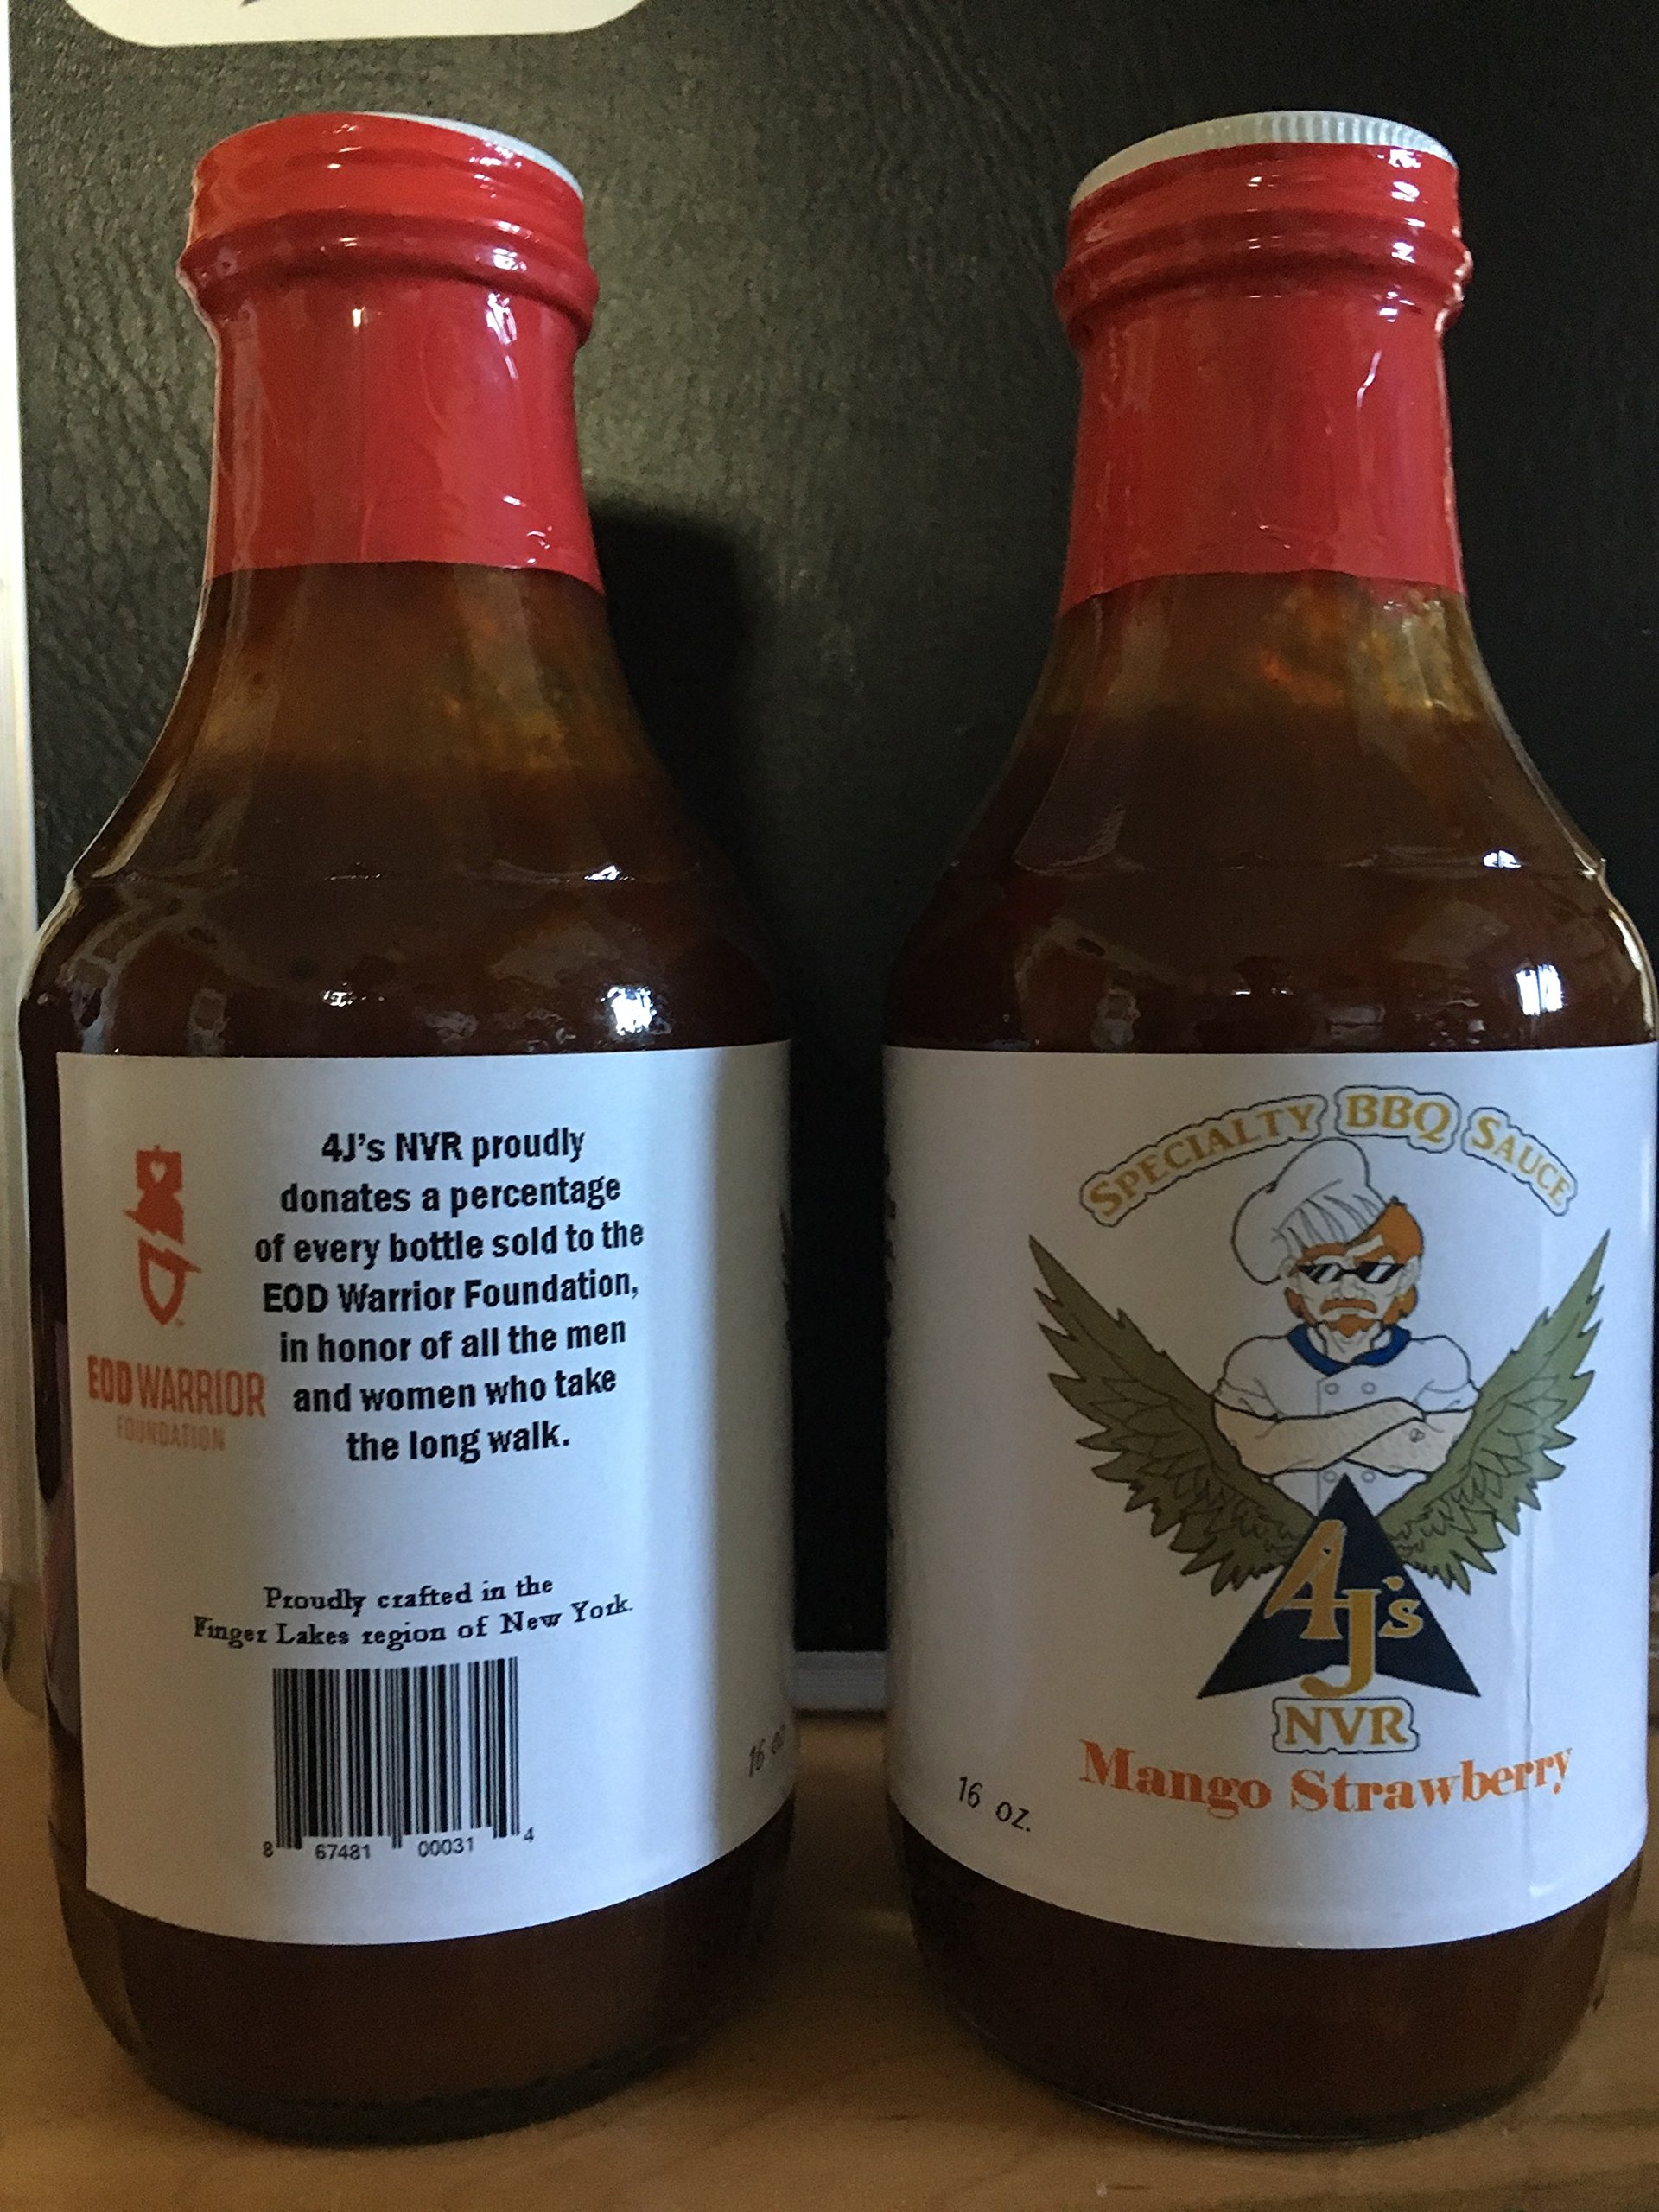 4J's NVR proudly
donates a percentage
of every bottle sold to the
EOD Warrior Foundation,
in honor of all the men
and women who take
the long walk.
EOD WARRIOR
FOUNDATION
Proudly crafted in the
Finger Lakes region of New York.
8 67481 00031 4
16 oz
SPECIALTY BBQ SAUCE
4J's
NVR
Mango Strawberry
16 oz.